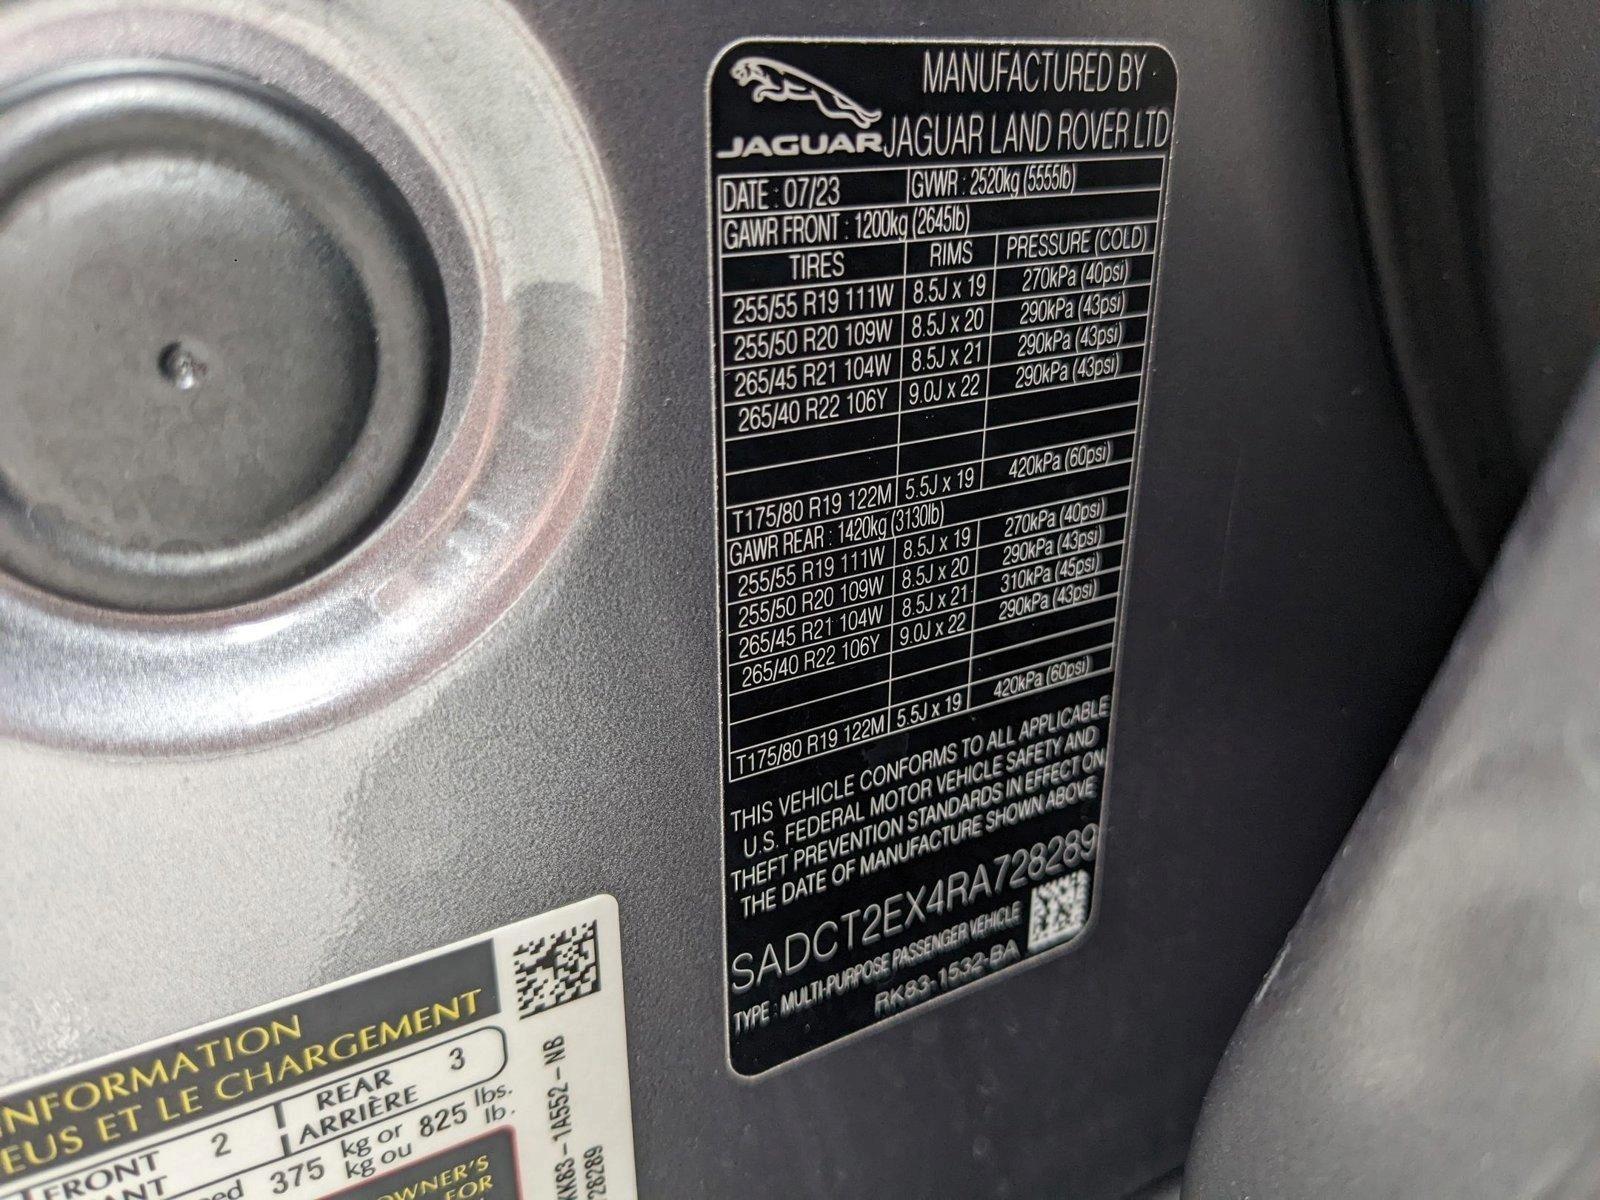 JAGUAR
MANUFACTURED BY
JAGUAR LAND ROVER LTD
DATE : 07/23 GVWR : 2520kg (5555lb)
GAWR FRONT : 1200kg (2645lb)
TIRES RIMS PRESSURE (COLD)
255/55 R19 111W 8.5J x 19 270kPa (40psi)
255/50 R20 109W 8.5J x 20 290kPa (43psi)
265/45 R21 104W 8.5J x 21 290kPa (43psi)
265/40 R22 106Y 9.0J x 22 290kPa (43psi)
T175/80 R19 122M 5.5J x 19 420kPa (60psi)
GAWR REAR : 1420kg (3130lb)
255/55 R19 111W 8.5J x 19 270kPa (40psi)
255/50 R20 109W 8.5J x 20 290kPa (43psi)
265/45 R21 104W 8.5J x 21 310kPa (45psi)
265/40 R22 106Y 9.0J x 22 290kPa (43psi)
T175/80 R19 122M 5.5J x 19 420kPa (60psi)
THIS VEHICLE CONFORMS TO ALL APPLICABLE
U.S. FEDERAL MOTOR VEHICLE SAFETY AND
THEFT PREVENTION STANDARDS IN EFFECT ON
THE DATE OF MANUFACTURE SHOWN ABOVE
SADCT2EX4RA728289
TYPE : MULTI-PURPOSE PASSENGER VEHICLE
RK83-1532-BA
INFORMATION
ET LE CHARGEMENT
FRONT 2 REAR 3
ARRIÈRE
375 kg or 825 lbs.
kg ou lb.
OWNER'S
FOR
-1A552-NB
28289